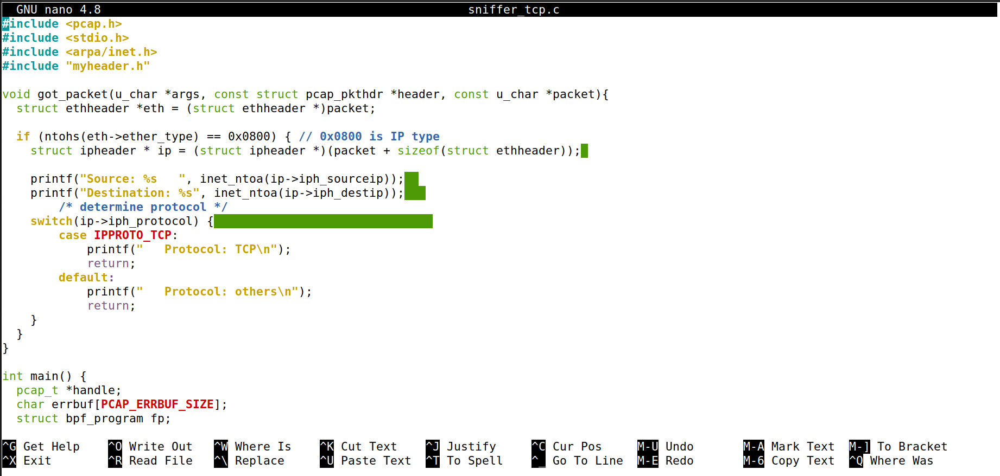 GNU nano 4.8 sniffer_tcp.c
#include <pcap.h>
#include <stdio.h>
#include <arpa/inet.h>
#include "myheader.h"

void got_packet(u_char *args, const struct pcap_pkthdr *header, const u_char *packet){
  struct ethheader *eth = (struct ethheader *)packet;

  if (ntohs(eth->ether_type) == 0x0800) { // 0x0800 is IP type
    struct ipheader * ip = (struct ipheader *)(packet + sizeof(struct ethheader));

    printf("Source: %s   ", inet_ntoa(ip->iph_sourceip));
    printf("Destination: %s", inet_ntoa(ip->iph_destip));
        /* determine protocol */
    switch(ip->iph_protocol) {
        case IPPROTO_TCP:
            printf("   Protocol: TCP\n");
            return;
        default:
            printf("   Protocol: others\n");
            return;
    }
  }
}

int main() {
  pcap_t *handle;
  char errbuf[PCAP_ERRBUF_SIZE];
  struct bpf_program fp;

^G Get Help ^O Write Out ^W Where Is ^K Cut Text ^J Justify ^C Cur Pos M-U Undo M-A Mark Text M-] To Bracket
^X Exit ^R Read File ^\ Replace ^U Paste Text ^T To Spell ^_ Go To Line M-E Redo M-6 Copy Text ^Q Where Was